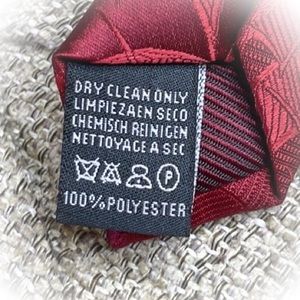 DRY CLEAN ONLY
LIMPIEZAEN SECO
CHEMISCH REINIGEN
NETTOYAGE A SEC
P
100%POLYESTER